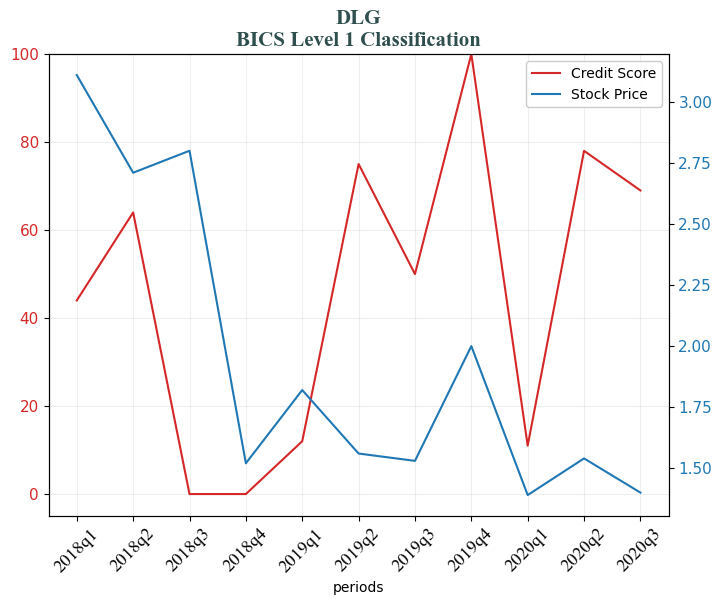 DLG
BICS Level 1 Classification
Credit Score
Stock Price
100
80
60
40
20
0
3.00
2.75
2.50
2.25
2.00
1.75
1.50
2018q1
2018q2
2018q3
2018q4
2019q1
2019q2
2019q3
2019q4
2020q1
2020q2
2020q3
periods